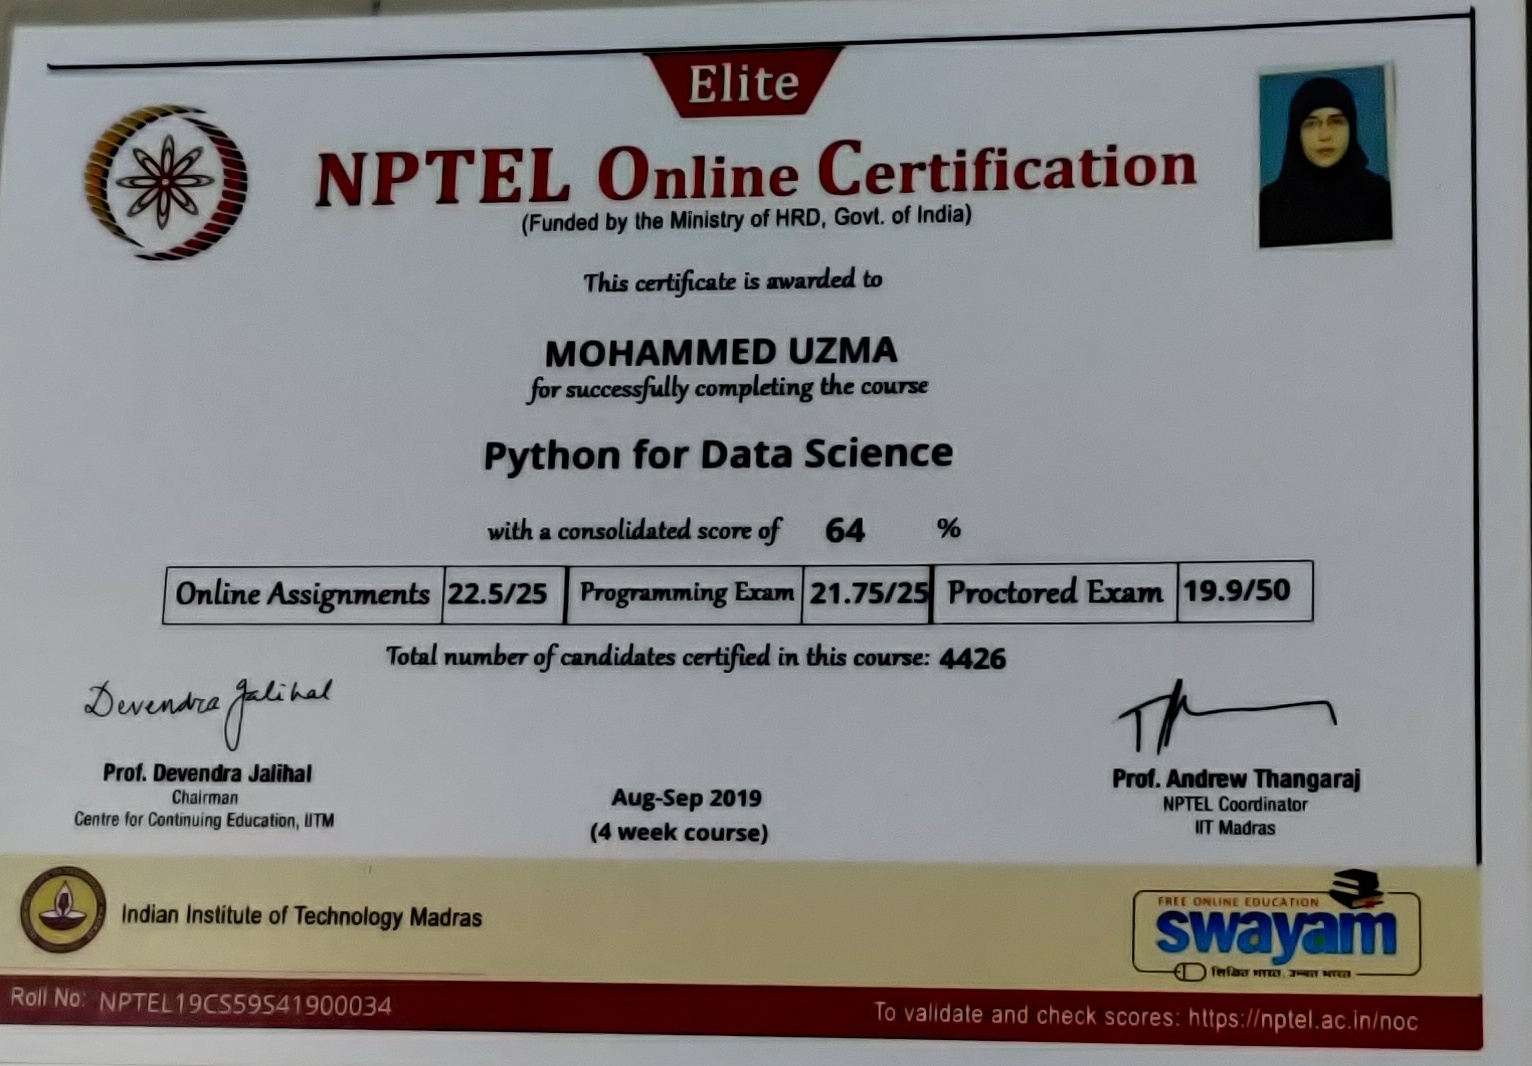 Elite
NPTEL Online Certification
(Funded by the Ministry of HRD, Govt. of India)
This certificate is awarded to
MOHAMMED UZMA
for successfully completing the course
Python for Data Science
with a consolidated score of 64 %
Online Assignments 22.5/25 Programming Exam 21.75/25 Proctored Exam 19.9/50
Total number of candidates certified in this course: 4426
Devendra Jalihal
Prof. Devendra Jalihal
Chairman
Centre for Continuing Education, IITM
Aug-Sep 2019
(4 week course)
Prof. Andrew Thangaraj
NPTEL Coordinator
IIT Madras
Indian Institute of Technology Madras
FREE ONLINE EDUCATION
swayam
शिक्षित भारत, उन्नत भारत
Roll No: NPTEL19CS59S41900034
To validate and check scores: https://nptel.ac.in/noc